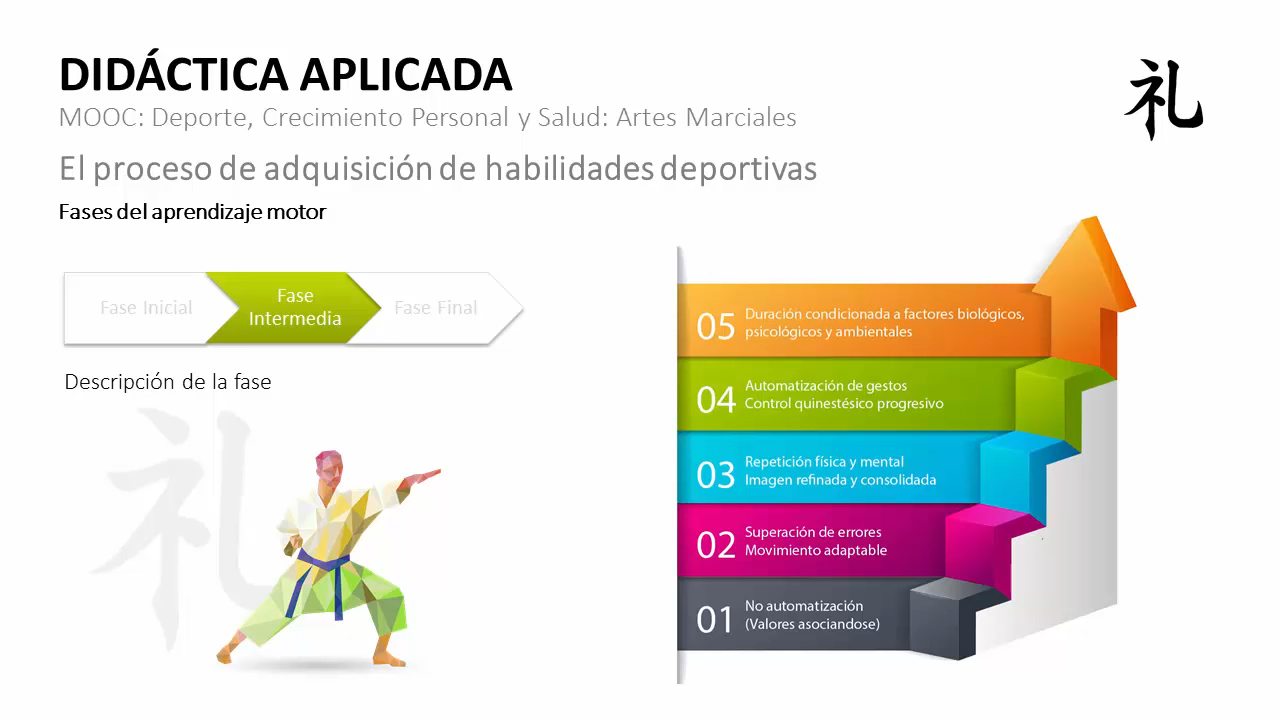 DIDÁCTICA APLICADA
MOOC: Deporte, Crecimiento Personal y Salud: Artes Marciales
礼
El proceso de adquisición de habilidades deportivas
Fases del aprendizaje motor
Fase Inicial
Fase
Intermedia
Fase Final
Descripción de la fase
礼
05
Duración condicionada a factores biológicos,
psicológicos y ambientales
04
Automatización de gestos
Control quinestésico progresivo
03
Repetición física y mental
Imagen refinada y consolidada
02
Superación de errores
Movimiento adaptable
01
No automatización
(Valores asociandose)